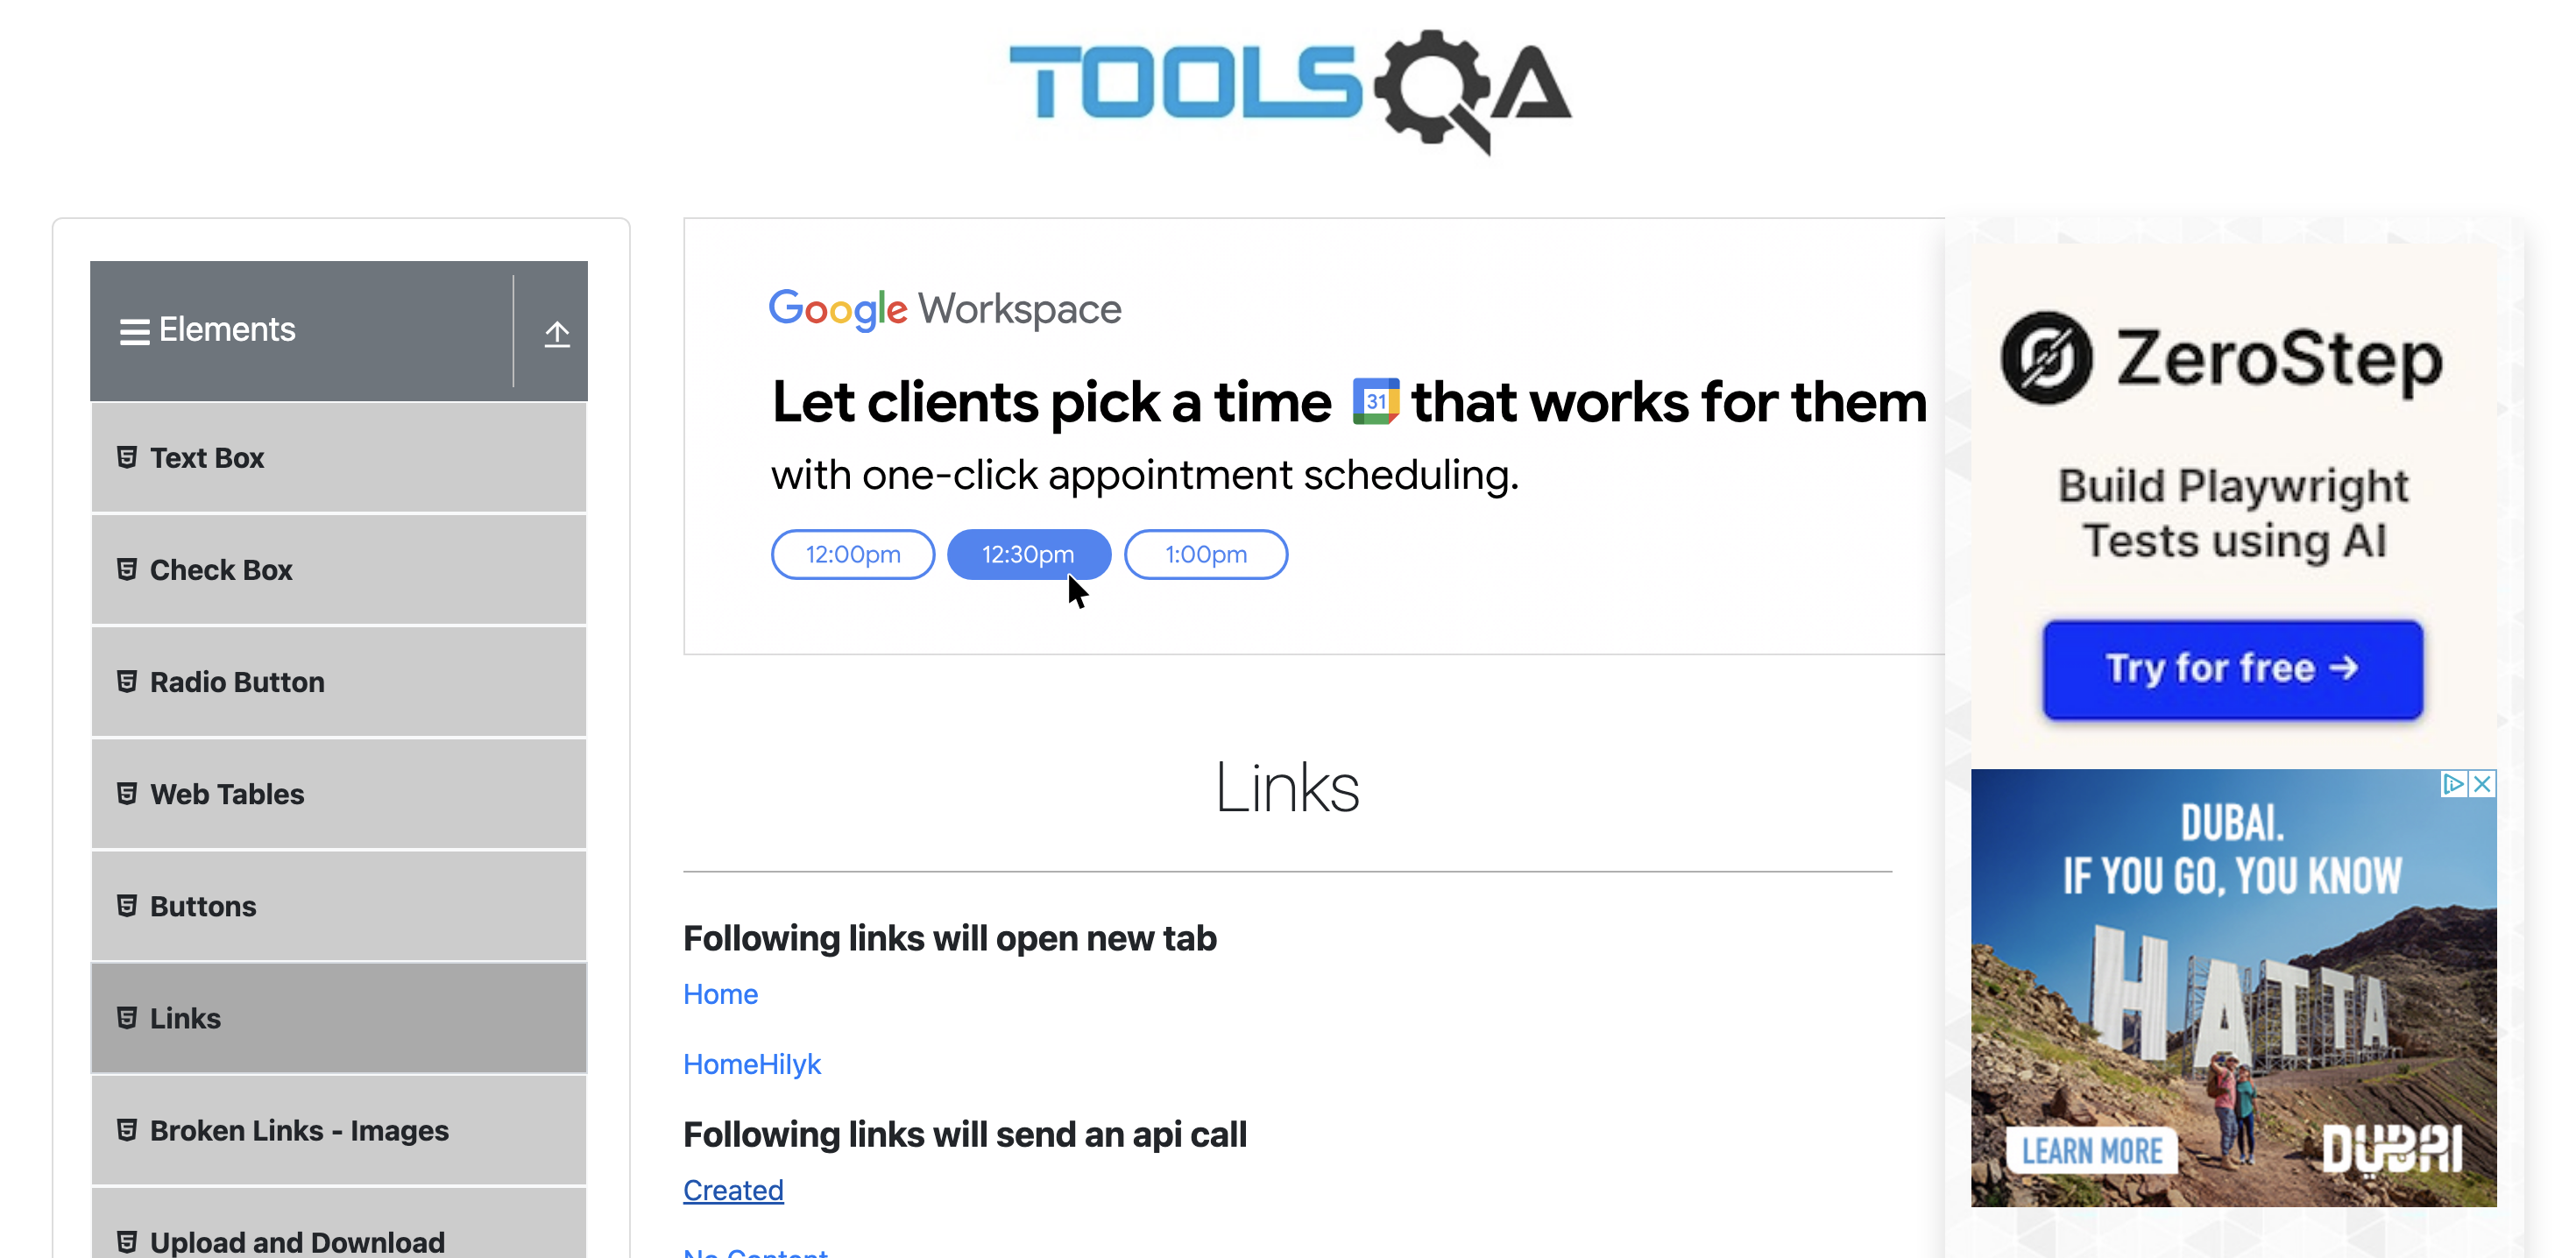 TOOLSQA
Elements
Text Box
Check Box
Radio Button
Web Tables
Buttons
Links
Broken Links - Images
Upload and Download
Google Workspace
Let clients pick a time 31 that works for them
with one-click appointment scheduling.
12:00pm 12:30pm 1:00pm
Links
Following links will open new tab
Home
HomeHilyk
Following links will send an api call
Created
No Content
ZeroStep
Build Playwright
Tests using AI
Try for free →
DUBAI.
IF YOU GO, YOU KNOW
HATTA
LEARN MORE
DUBAI